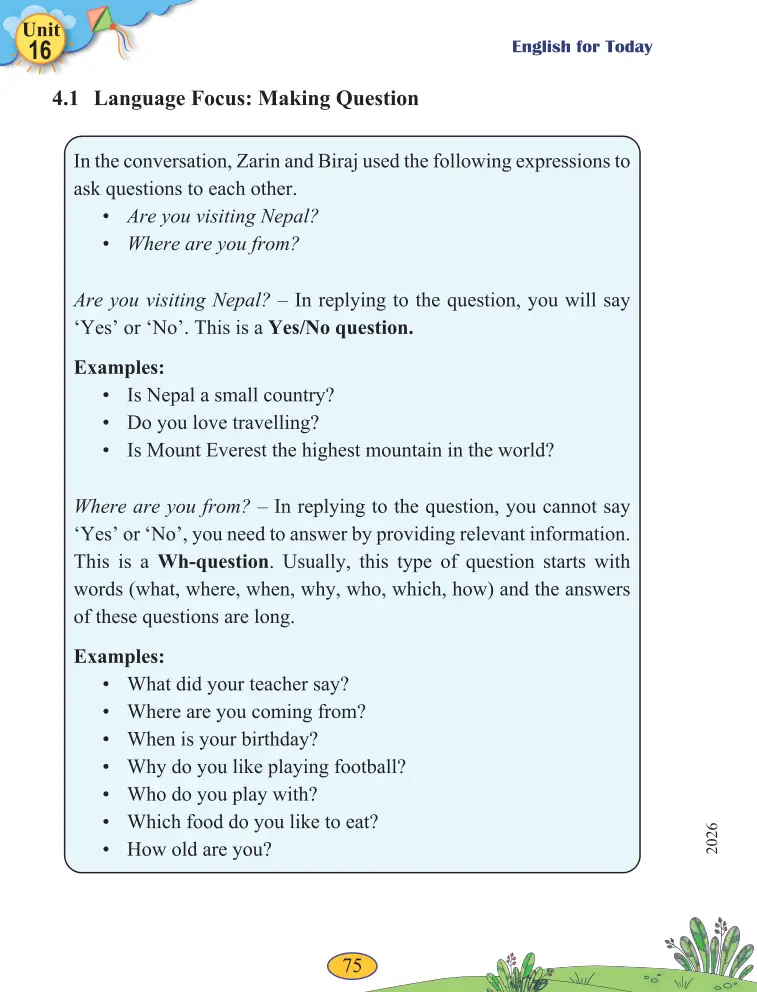 Unit
16
English for Today
4.1 Language Focus: Making Question
In the conversation, Zarin and Biraj used the following expressions to
ask questions to each other.
• Are you visiting Nepal?
• Where are you from?
Are you visiting Nepal? – In replying to the question, you will say
‘Yes’ or ‘No’. This is a Yes/No question.
Examples:
• Is Nepal a small country?
• Do you love travelling?
• Is Mount Everest the highest mountain in the world?
Where are you from? – In replying to the question, you cannot say
‘Yes’ or ‘No’, you need to answer by providing relevant information.
This is a Wh-question. Usually, this type of question starts with
words (what, where, when, why, who, which, how) and the answers
of these questions are long.
Examples:
• What did your teacher say?
• Where are you coming from?
• When is your birthday?
• Why do you like playing football?
• Who do you play with?
• Which food do you like to eat?
• How old are you?
2026
75